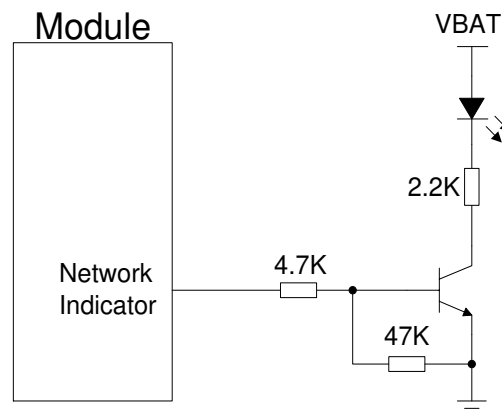 Module
VBAT
2.2K
4.7K
Network
Indicator
47K